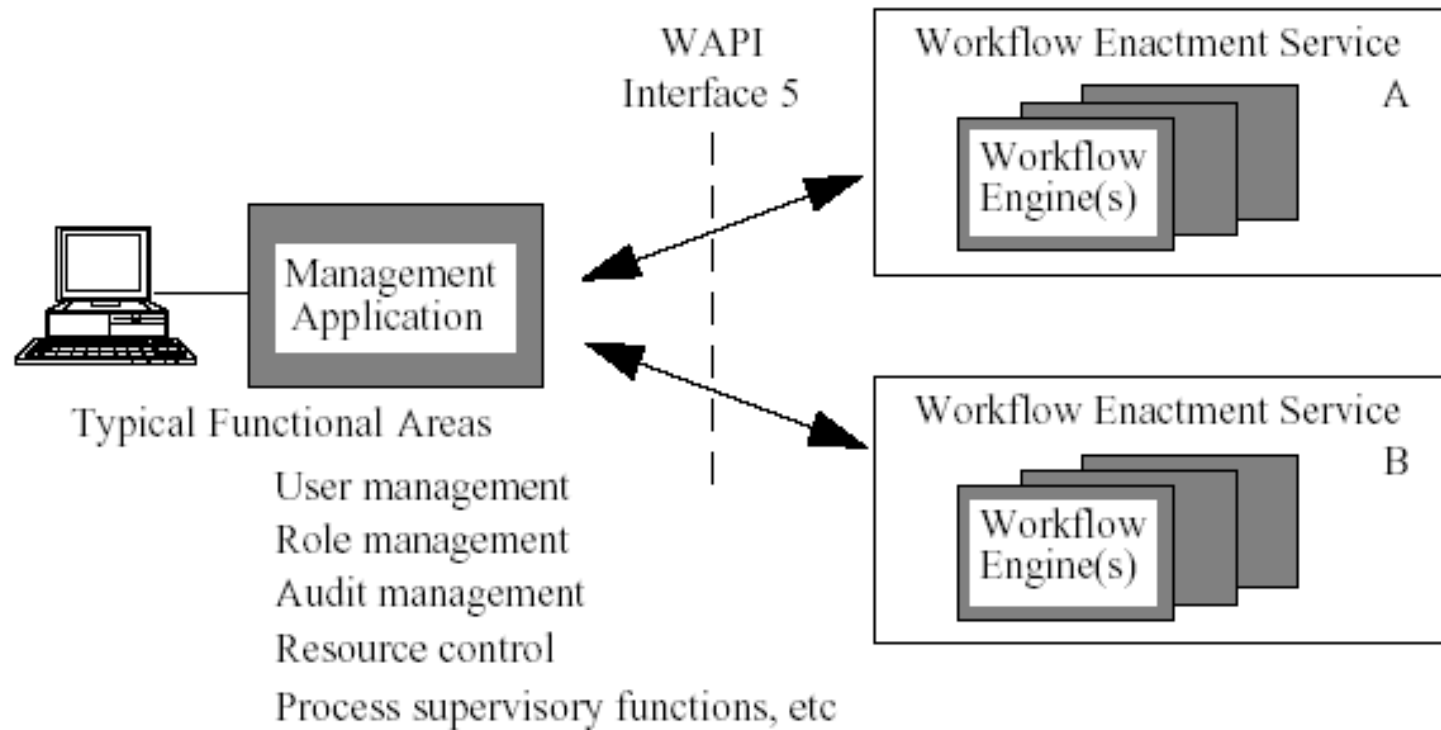 WAPI
Interface 5
Workflow Enactment Service
A
Workflow
Engine(s)
Management
Application
Typical Functional Areas
User management
Role management
Audit management
Resource control
Process supervisory functions, etc
Workflow Enactment Service
B
Workflow
Engine(s)